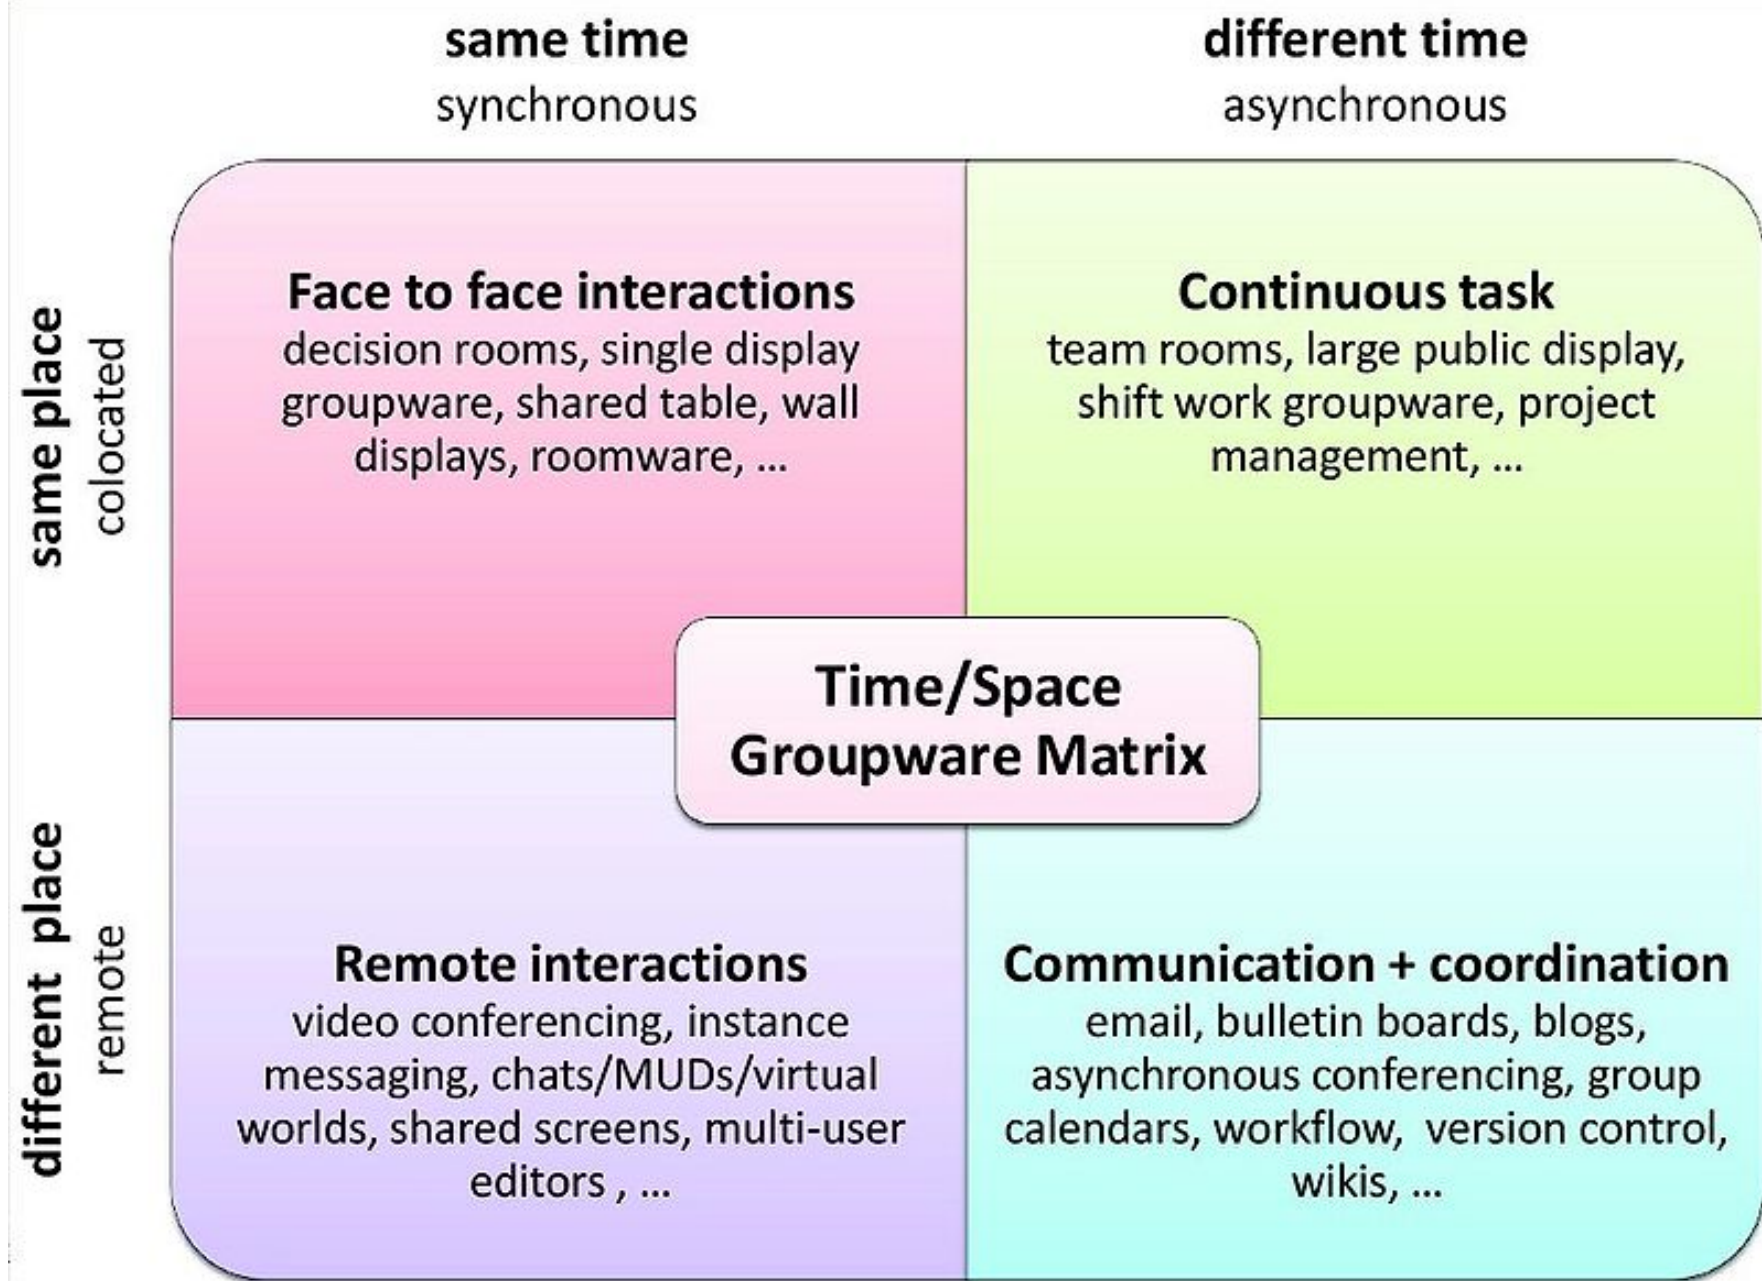 same time
synchronous
different time
asynchronous
same place
colocated
Face to face interactions
decision rooms, single display
groupware, shared table, wall
displays, roomware, ...
Continuous task
team rooms, large public display,
shift work groupware, project
management, ...
Time/Space
Groupware Matrix
different place
remote
Remote interactions
video conferencing, instance
messaging, chats/MUDs/virtual
worlds, shared screens, multi-user
editors , ...
Communication + coordination
email, bulletin boards, blogs,
asynchronous conferencing, group
calendars, workflow, version control,
wikis, ...